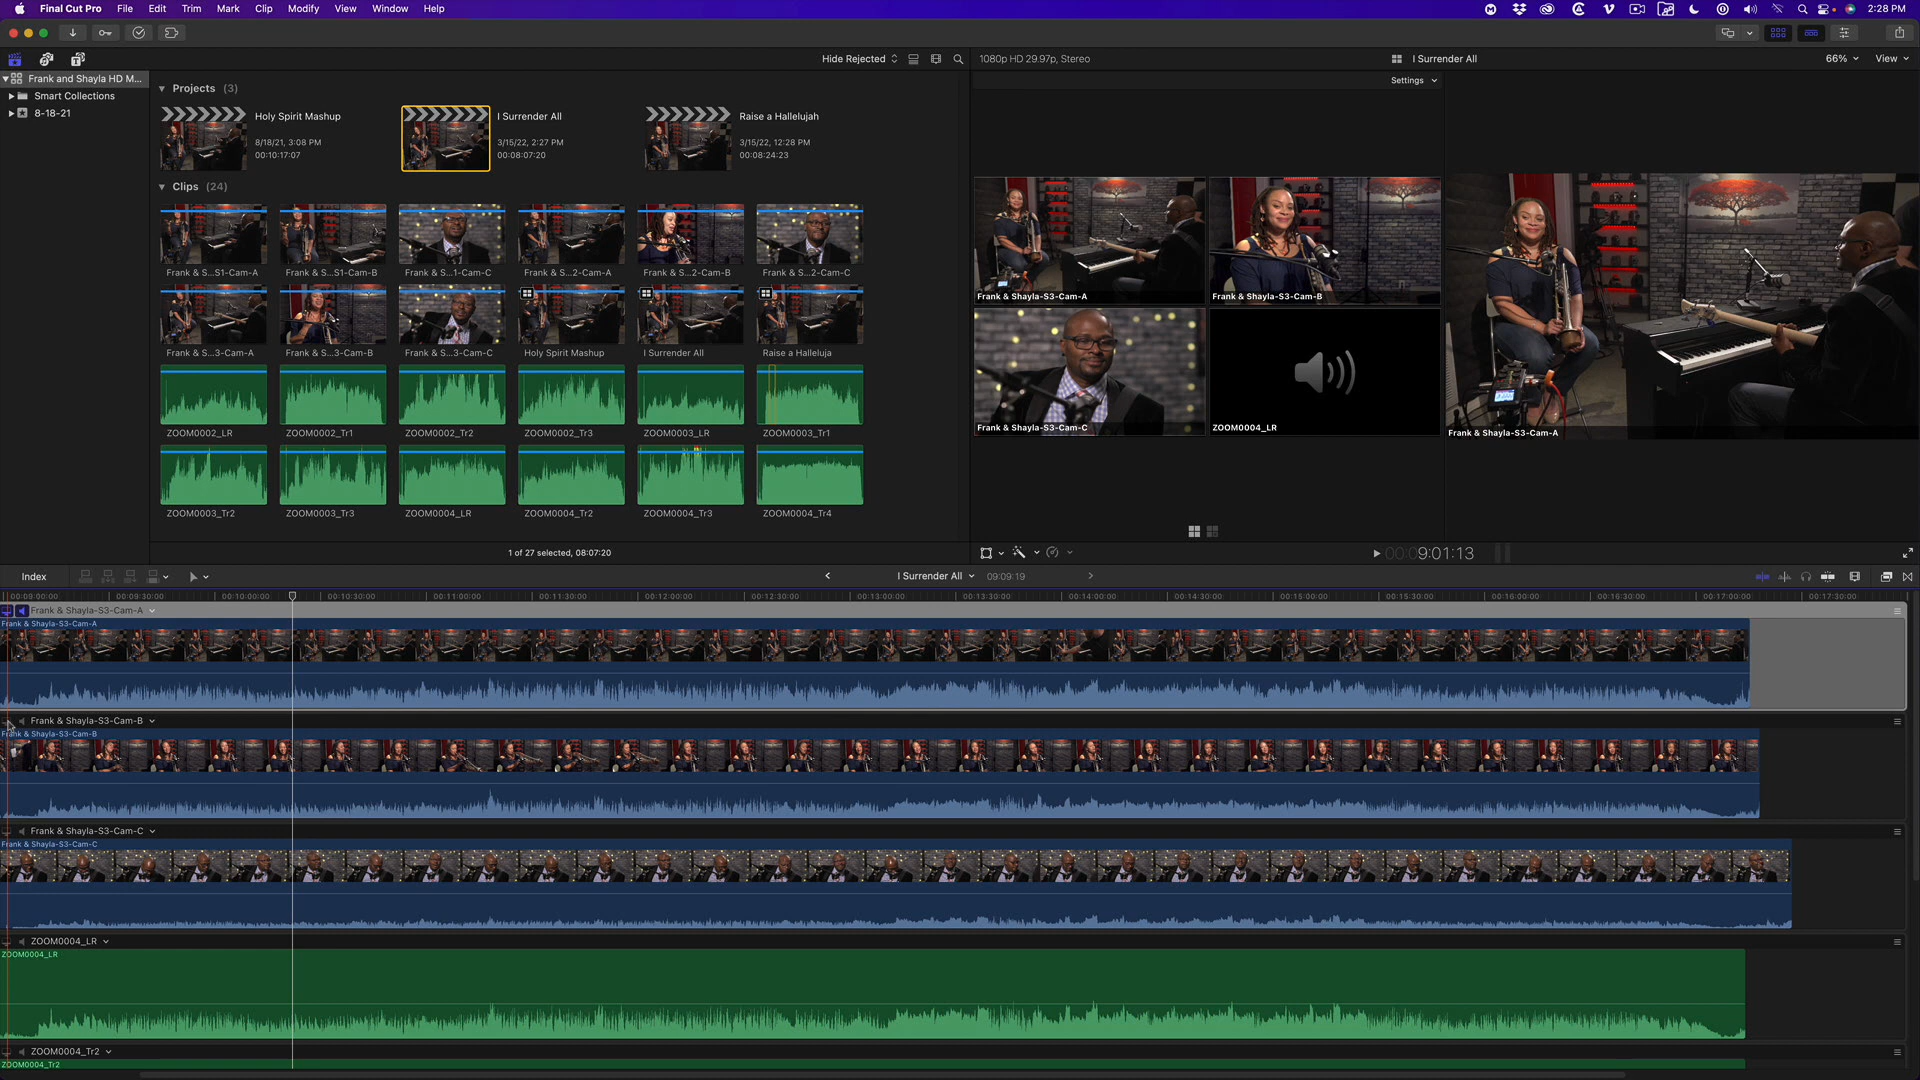 Final Cut Pro File Edit Trim Mark Clip Modify View Window Help 2:28 PM
Hide Rejected 1080p HD 29.97p, Stereo I Surrender All 66% View
Frank and Shayla HD M...
Smart Collections
8-18-21
Settings
Projects (3)
Holy Spirit Mashup
8/18/21, 3:08 PM
00:10:17:07
I Surrender All
3/15/22, 2:27 PM
00:08:07:20
Raise a Hallelujah
3/15/22, 12:28 PM
00:08:24:23
Clips (24)
Frank & S...S1-Cam-A Frank & S...S1-Cam-B Frank & S...1-Cam-C Frank & S...2-Cam-A Frank & S...2-Cam-B Frank & S...2-Cam-C
Frank & S...3-Cam-A Frank & S...3-Cam-B Frank & S...3-Cam-C Holy Spirit Mashup I Surrender All Raise a Halleluja
ZOOM0002_LR ZOOM0002_Tr1 ZOOM0002_Tr2 ZOOM0002_Tr3 ZOOM0003_LR ZOOM0003_Tr1
ZOOM0003_Tr2 ZOOM0003_Tr3 ZOOM0004_LR ZOOM0004_Tr2 ZOOM0004_Tr3 ZOOM0004_Tr4
1 of 27 selected, 08:07:20
Frank & Shayla-S3-Cam-A Frank & Shayla-S3-Cam-B
Frank & Shayla-S3-Cam-C ZOOM0004_LR
Frank & Shayla-S3-Cam-A
00:09:01:13
Index I Surrender All 09:09:19
00:09:00:00 00:09:30:00 00:10:00:00 00:10:30:00 00:11:00:00 00:11:30:00 00:12:00:00 00:12:30:00 00:13:00:00 00:13:30:00 00:14:00:00 00:14:30:00 00:15:00:00 00:15:30:00 00:16:00:00 00:16:30:00 00:17:00:00 00:17:30:00
Frank & Shayla-S3-Cam-A
Frank & Shayla-S3-Cam-A
Frank & Shayla-S3-Cam-B
Frank & Shayla-S3-Cam-B
Frank & Shayla-S3-Cam-C
Frank & Shayla-S3-Cam-C
ZOOM0004_LR
ZOOM0004_LR
ZOOM0004_Tr2
ZOOM0004_Tr2